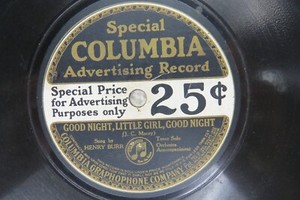 Special
COLUMBIA
Advertising Record
Special Price
for Advertising
Purposes only
25¢
GOOD NIGHT, LITTLE GIRL, GOOD NIGHT
Sung by
HENRY BURR
Tenor Solo
Orchestra
Accompaniment
COLUMBIA GRAPHOPHONE COMPANY